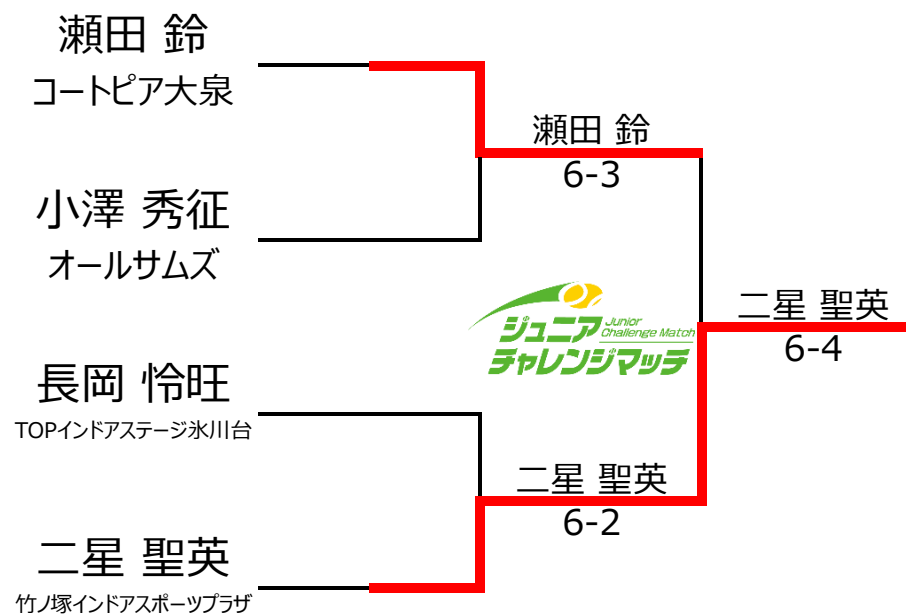 瀬田 鈴
コートピア大泉
瀬田 鈴
6-3
小澤 秀征
オールサムズ
ジュニア Junior
Challenge Match
チャレンジマッチ
二星 聖英
6-4
長岡 怜旺
TOPインドアステージ氷川台
二星 聖英
6-2
二星 聖英
竹ノ塚インドアスポーツプラザ